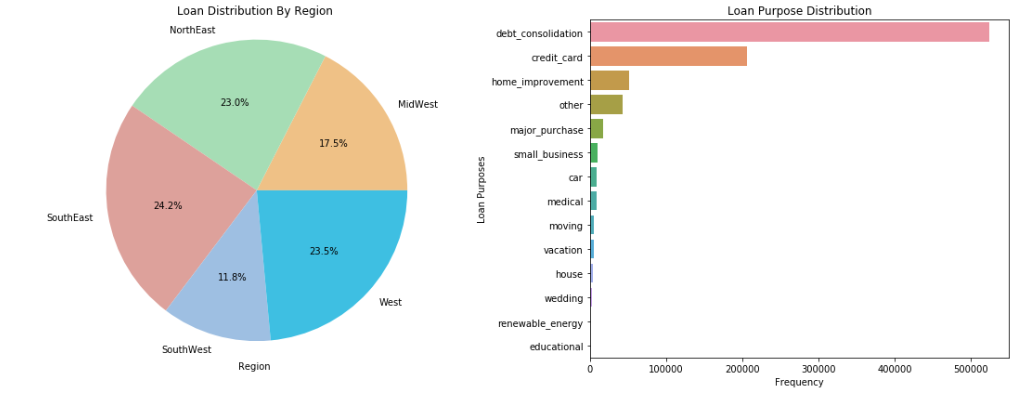 Loan Distribution By Region
NorthEast
MidWest
23.0%
17.5%
24.2%
SouthEast
23.5%
11.8%
West
SouthWest
Region
Loan Purpose Distribution
Loan Purposes
debt_consolidation
credit_card
home_improvement
other
major_purchase
small_business
car
medical
moving
vacation
house
wedding
renewable_energy
educational
0 100000 200000 300000 400000 500000
Frequency